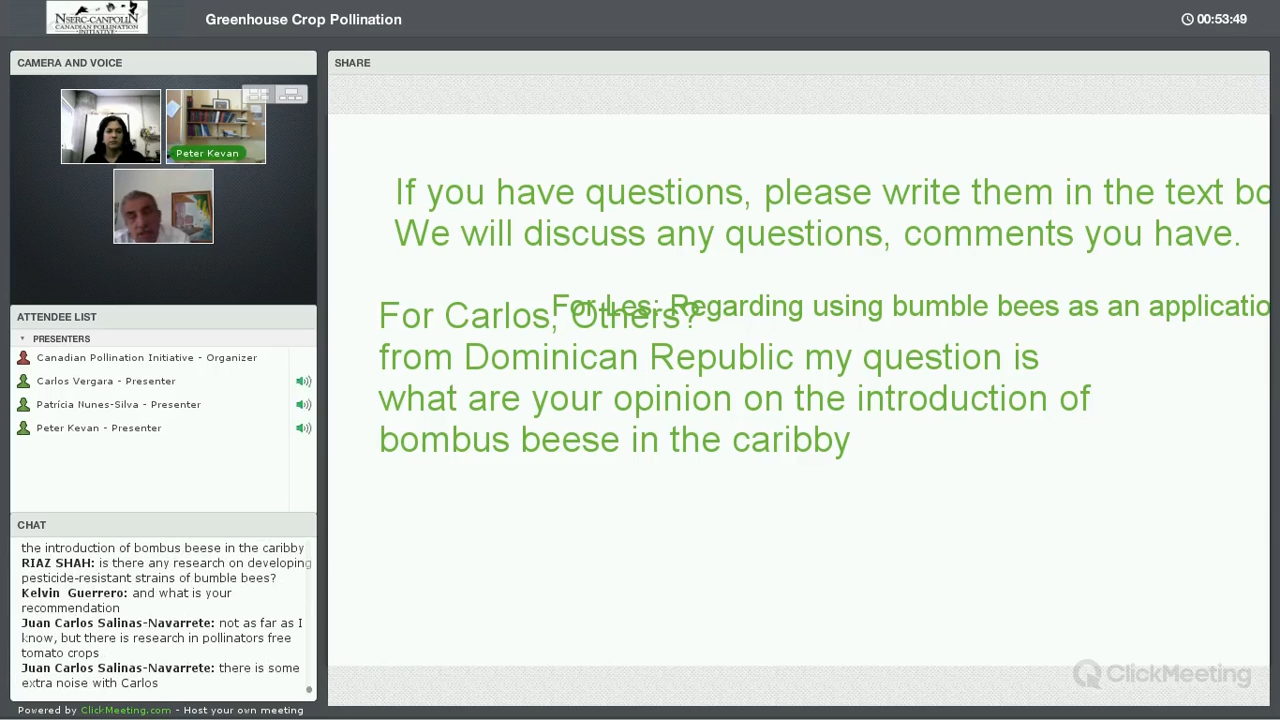 NSERC-CANPOLIN
CANADIAN POLLINATION
INITIATIVE
Greenhouse Crop Pollination
00:53:49
CAMERA AND VOICE
Peter Kevan
ATTENDEE LIST
PRESENTERS
Canadian Pollination Initiative - Organizer
Carlos Vergara - Presenter
Patrícia Nunes-Silva - Presenter
Peter Kevan - Presenter
CHAT
the introduction of bombus beese in the caribby
RIAZ SHAH: is there any research on developing
pesticide-resistant strains of bumble bees?
Kelvin Guerrero: and what is your
recommendation
Juan Carlos Salinas-Navarrete: not as far as I
know, but there is research in pollinators free
tomato crops
Juan Carlos Salinas-Navarrete: there is some
extra noise with Carlos
Powered by ClickMeeting.com - Host your own meeting
SHARE
If you have questions, please write them in the text bo
We will discuss any questions, comments you have.
For Les: Regarding using bumble bees as an applicatio
For Carlos, Others?
from Dominican Republic my question is
what are your opinion on the introduction of
bombus beese in the caribby
ClickMeeting